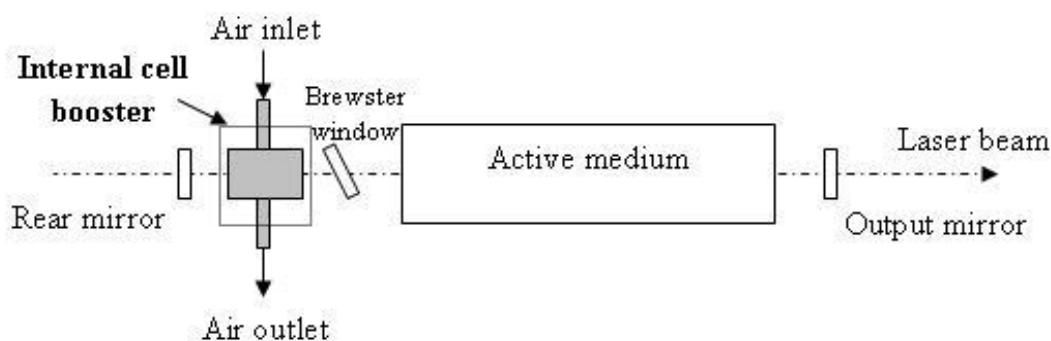 Air inlet
Internal cell
booster
Brewster
window
Active medium
Laser beam
Rear mirror
Output mirror
Air outlet